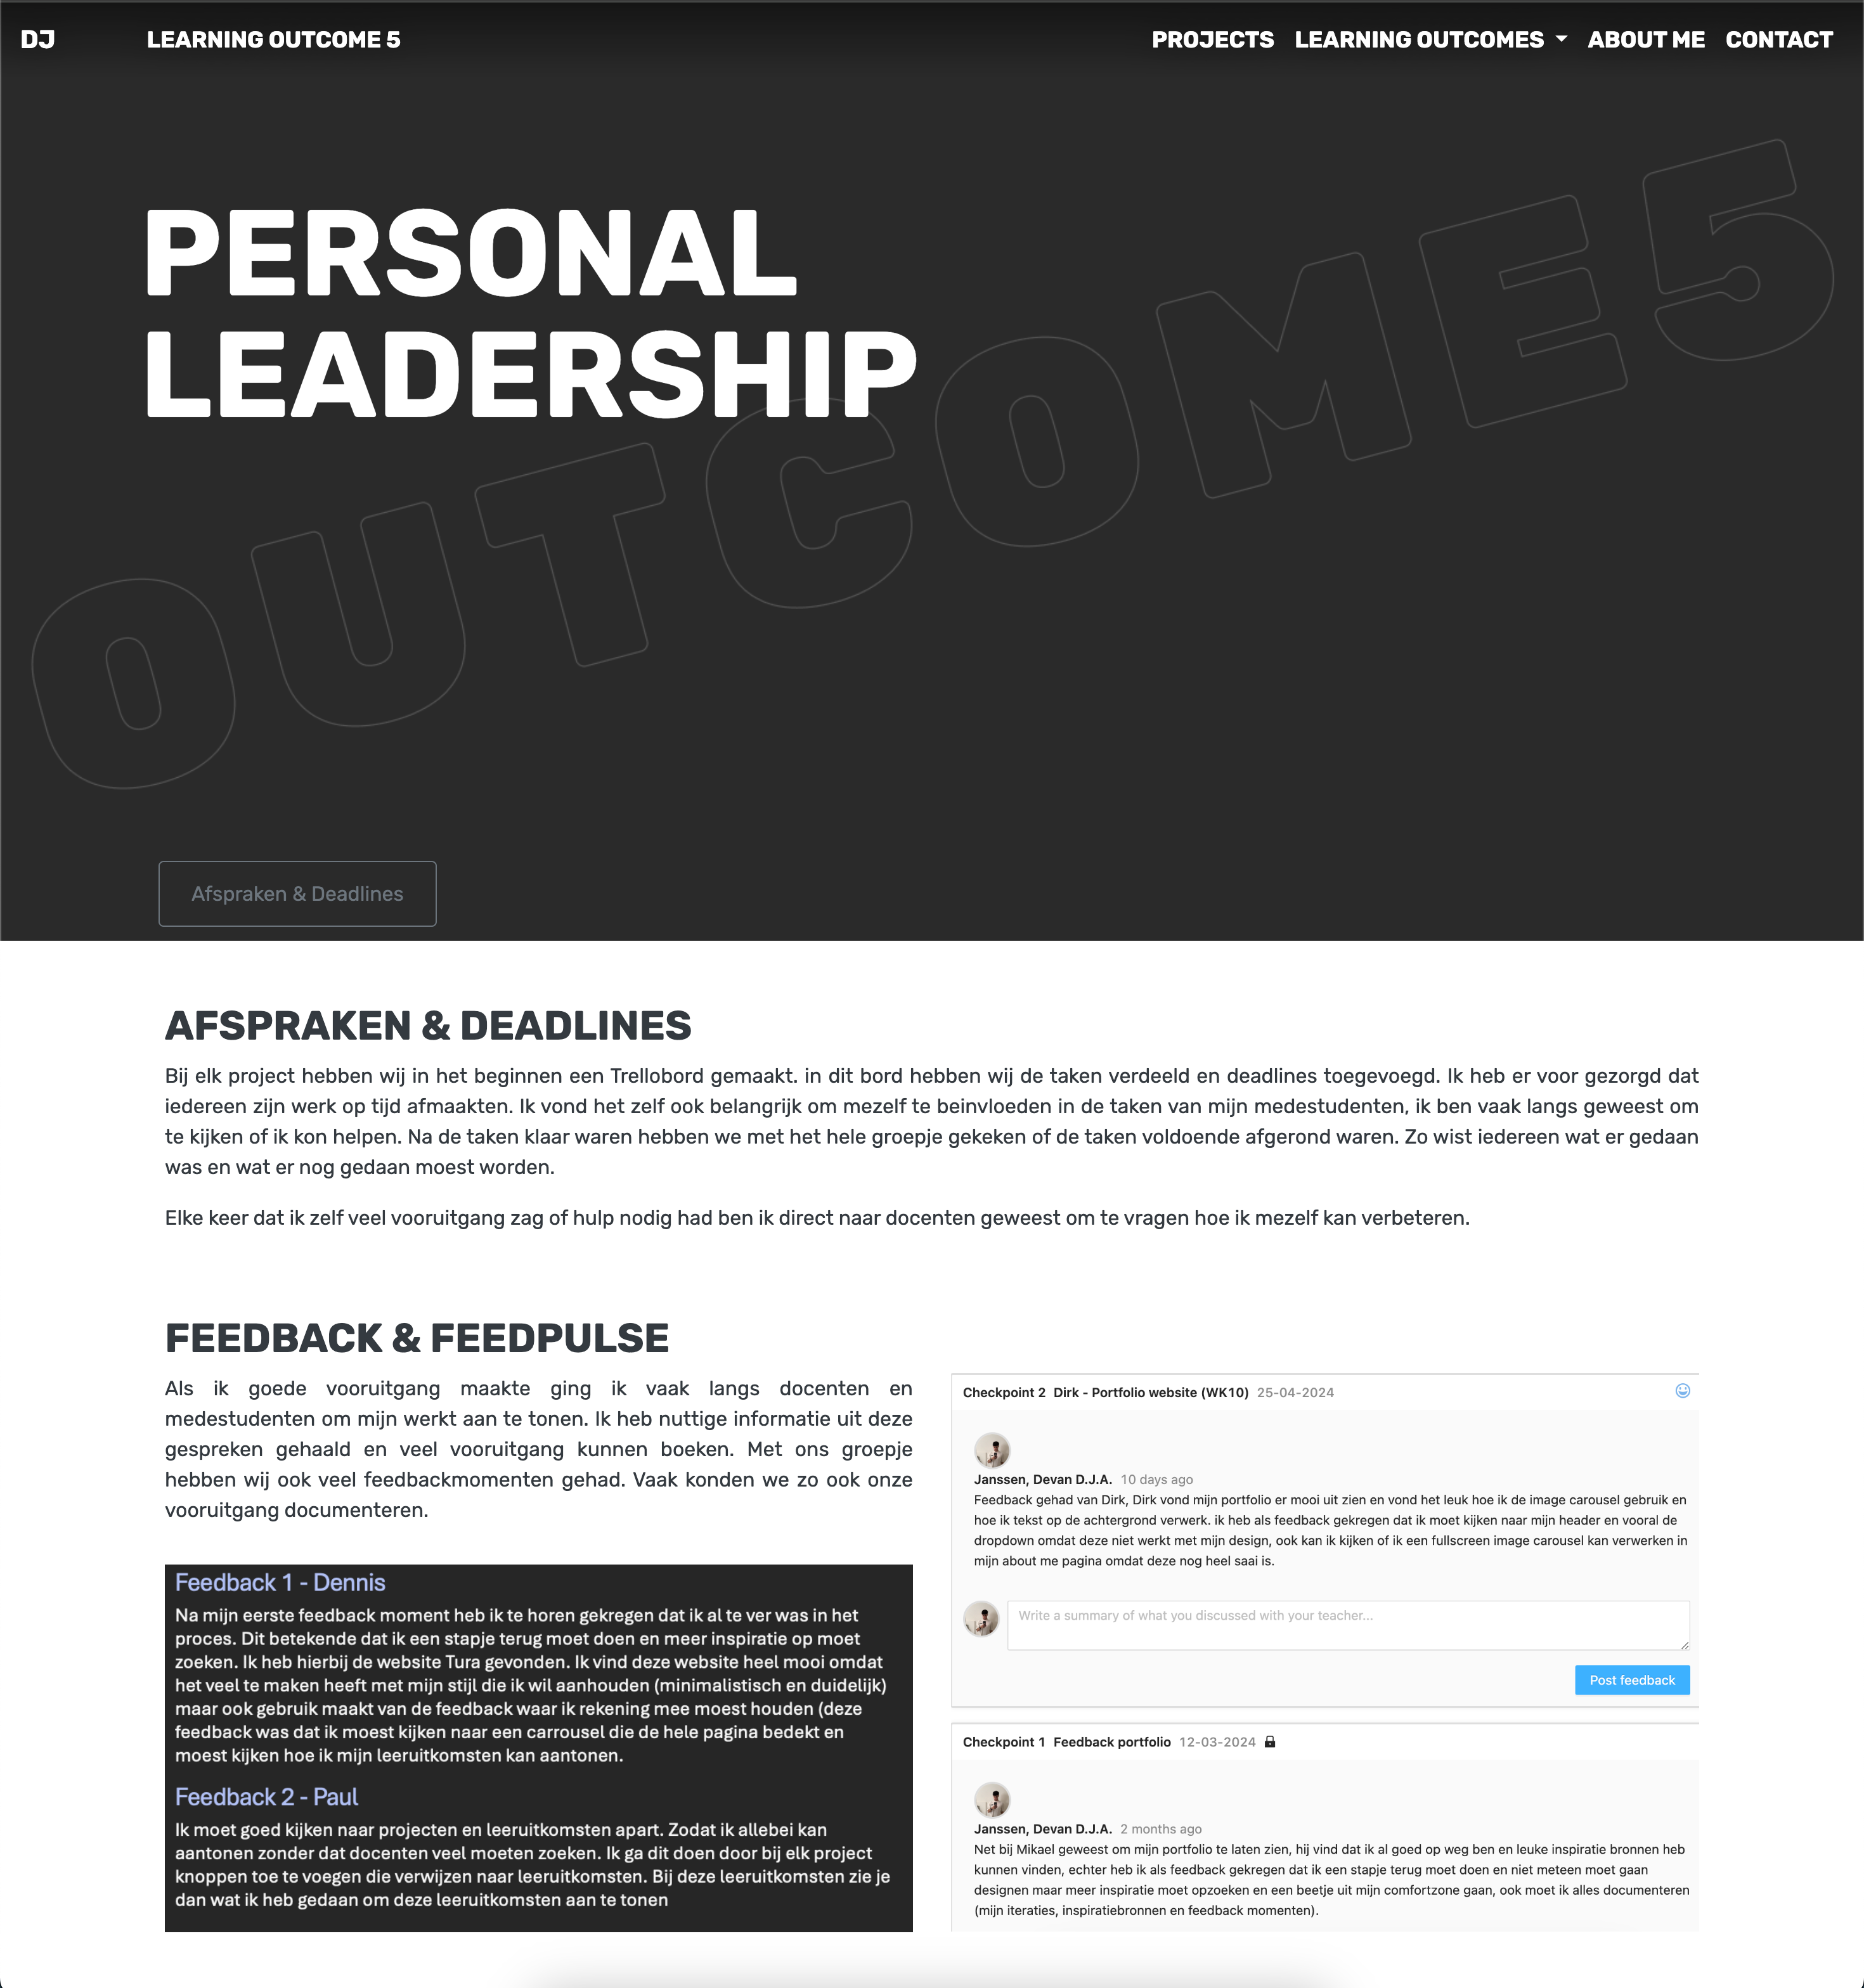 DJ LEARNING OUTCOME 5 PROJECTS LEARNING OUTCOMES ABOUT ME CONTACT
PERSONAL
LEADERSHIP
OUTCOME 5
Afspraken & Deadlines
AFSPRAKEN & DEADLINES
Bij elk project hebben wij in het beginnen een Trellobord gemaakt. in dit bord hebben wij de taken verdeeld en deadlines toegevoegd. Ik heb er voor gezorgd dat
iedereen zijn werk op tijd afmaakten. Ik vond het zelf ook belangrijk om mezelf te beinvloeden in de taken van mijn medestudenten, ik ben vaak langs geweest om
te kijken of ik kon helpen. Na de taken klaar waren hebben we met het hele groepje gekeken of de taken voldoende afgerond waren. Zo wist iedereen wat er gedaan
was en wat er nog gedaan moest worden.
Elke keer dat ik zelf veel vooruitgang zag of hulp nodig had ben ik direct naar docenten geweest om te vragen hoe ik mezelf kan verbeteren.
FEEDBACK & FEEDPULSE
Als ik goede vooruitgang maakte ging ik vaak langs docenten en
medestudenten om mijn werkt aan te tonen. Ik heb nuttige informatie uit deze
gesprekken gehaald en veel vooruitgang kunnen boeken. Met ons groepje
hebben wij ook veel feedbackmomenten gehad. Vaak konden we zo ook onze
vooruitgang documenteren.
Feedback 1 - Dennis
Na mijn eerste feedback moment heb ik te horen gekregen dat ik al te ver was in het
proces. Dit betekende dat ik een stapje terug moet doen en meer inspiratie op moet
zoeken. Ik heb hierbij de website Tura gevonden. Ik vind deze website heel mooi omdat
het veel te maken heeft met mijn stijl die ik wil aanhouden (minimalistisch en duidelijk)
maar ook gebruik maakt van de feedback waar ik rekening mee moest houden (deze
feedback was dat ik moest kijken naar een carrousel die de hele pagina bedekt en
moest kijken hoe ik mijn leeruitkomsten kan aantonen.
Feedback 2 - Paul
Ik moet goed kijken naar projecten en leeruitkomsten apart. Zodat ik allebei kan
aantonen zonder dat docenten veel moeten zoeken. Ik ga dit doen door bij elk project
knoppen toe te voegen die verwijzen naar leeruitkomsten. Bij deze leeruitkomsten zie je
dan wat ik heb gedaan om deze leeruitkomsten aan te tonen
Checkpoint 2 Dirk - Portfolio website (WK10) 25-04-2024
Janssen, Devan D.J.A. 10 days ago
Feedback gehad van Dirk, Dirk vond mijn portfolio er mooi uit zien en vond het leuk hoe ik de image carousel gebruik en
hoe ik tekst op de achtergrond verwerk. ik heb als feedback gekregen dat ik moet kijken naar mijn header en vooral de
dropdown omdat deze niet werkt met mijn design, ook kan ik kijken of ik een fullscreen image carousel kan verwerken in
mijn about me pagina omdat deze nog heel saai is.
Write a summary of what you discussed with your teacher...
Post feedback
Checkpoint 1 Feedback portfolio 12-03-2024
Janssen, Devan D.J.A. 2 months ago
Net bij Mikael geweest om mijn portfolio te laten zien, hij vind dat ik al goed op weg ben en leuke inspiratie bronnen heb
kunnen vinden, echter heb ik als feedback gekregen dat ik een stapje terug moet doen en niet meteen moet gaan
designen maar meer inspiratie moet opzoeken en een beetje uit mijn comfortzone gaan, ook moet ik alles documenteren
(mijn iteraties, inspiratiebronnen en feedback momenten).